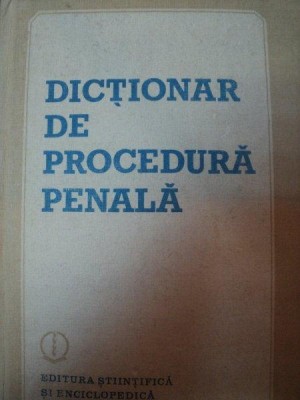 DICȚIONAR
DE
PROCEDURĂ
PENALĂ
EDITURA ȘTIINȚIFICĂ
ȘI ENCICLOPEDICĂ